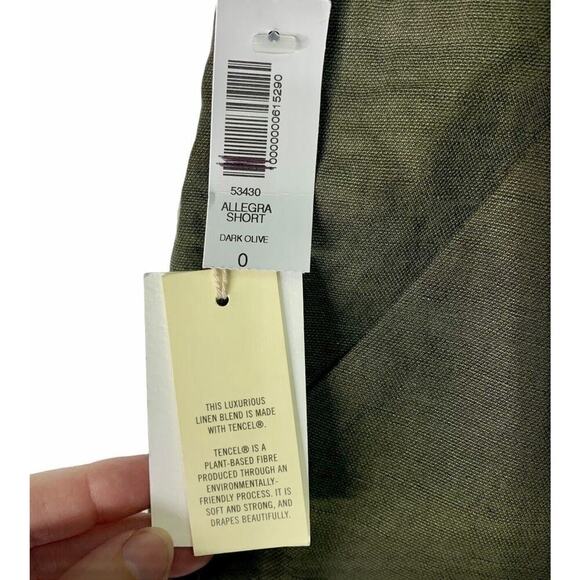 0000000615290
53430
ALLEGRA
SHORT
DARK OLIVE
0
THIS LUXURIOUS
LINEN BLEND IS MADE
WITH TENCEL®.
TENCEL® IS A
PLANT-BASED FIBRE
PRODUCED THROUGH AN
ENVIRONMENTALLY-
FRIENDLY PROCESS. IT IS
SOFT AND STRONG, AND
DRAPES BEAUTIFULLY.